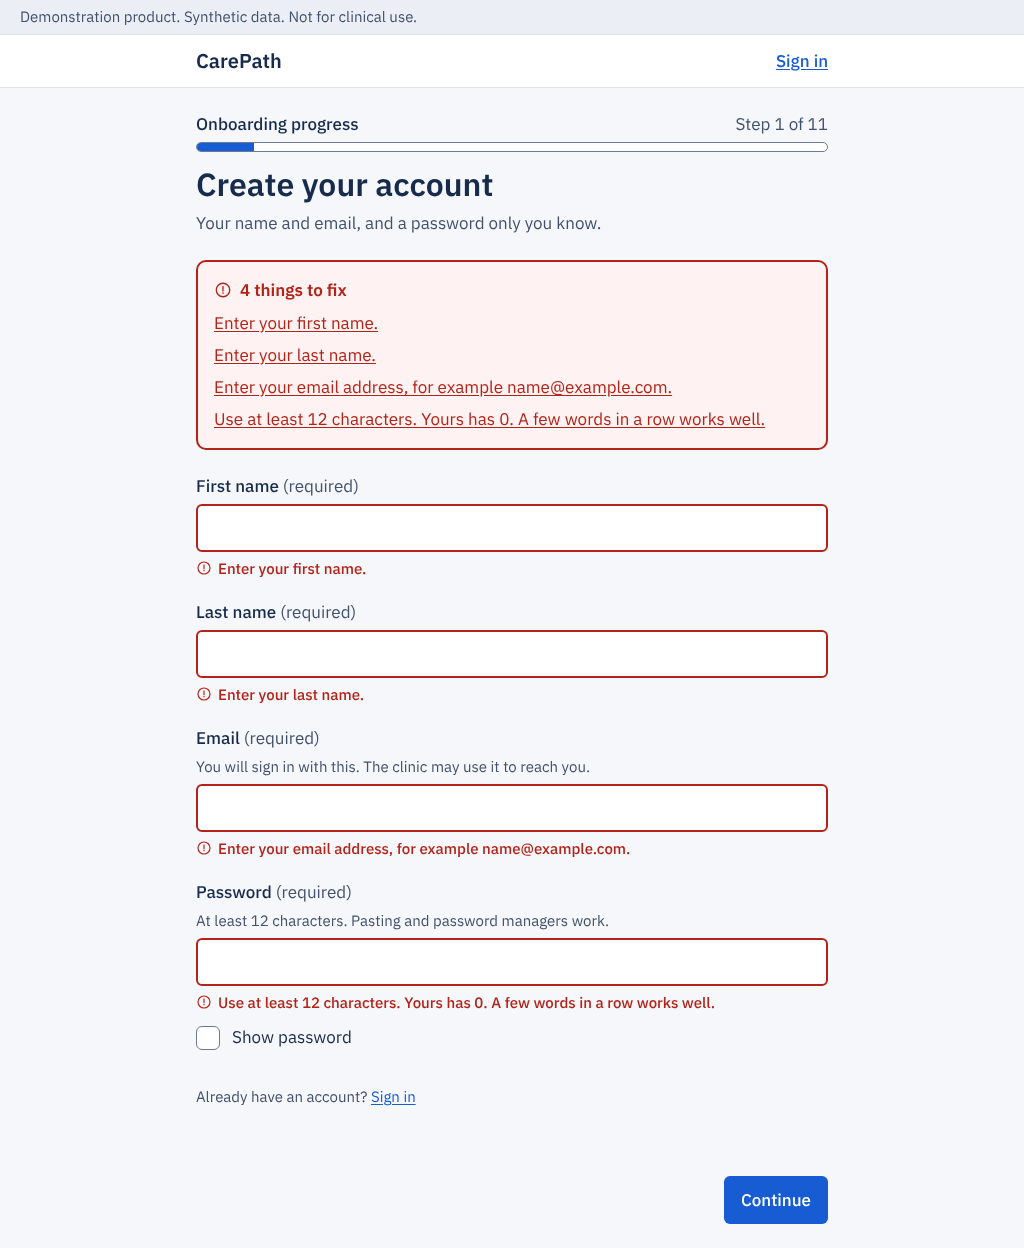 Demonstration product. Synthetic data. Not for clinical use.
CarePath
Sign in
Onboarding progress
Step 1 of 11
Create your account
Your name and email, and a password only you know.
4 things to fix
Enter your first name.
Enter your last name.
Enter your email address, for example name@example.com.
Use at least 12 characters. Yours has 0. A few words in a row works well.
First name (required)
Enter your first name.
Last name (required)
Enter your last name.
Email (required)
You will sign in with this. The clinic may use it to reach you.
Enter your email address, for example name@example.com.
Password (required)
At least 12 characters. Pasting and password managers work.
Use at least 12 characters. Yours has 0. A few words in a row works well.
Show password
Already have an account? Sign in
Continue